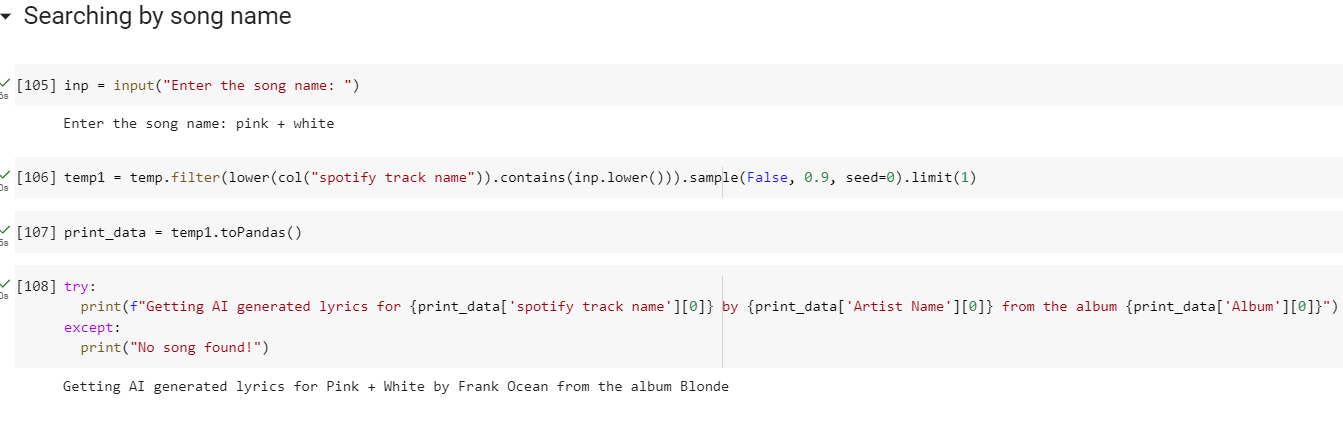 Searching by song name
[105] inp = input("Enter the song name: ")
Enter the song name: pink + white
[106] temp1 = temp.filter(lower(col("spotify track name")).contains(inp.lower())).sample(False, 0.9, seed=0).limit(1)
0s
[107] print_data = temp1.toPandas()
[108] try:
0s
print(f"Getting AI generated lyrics for {print_data['spotify track name'][0]} by {print_data['Artist Name'][0]} from the album {print_data['Album'][0]}")
except:
print("No song found!")
Getting AI generated lyrics for Pink + White by Frank Ocean from the album Blonde